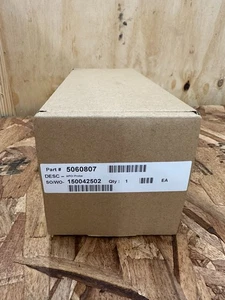 Part # 5060807
DESC -
SO/WO- 150042502 Qty : 1 EA